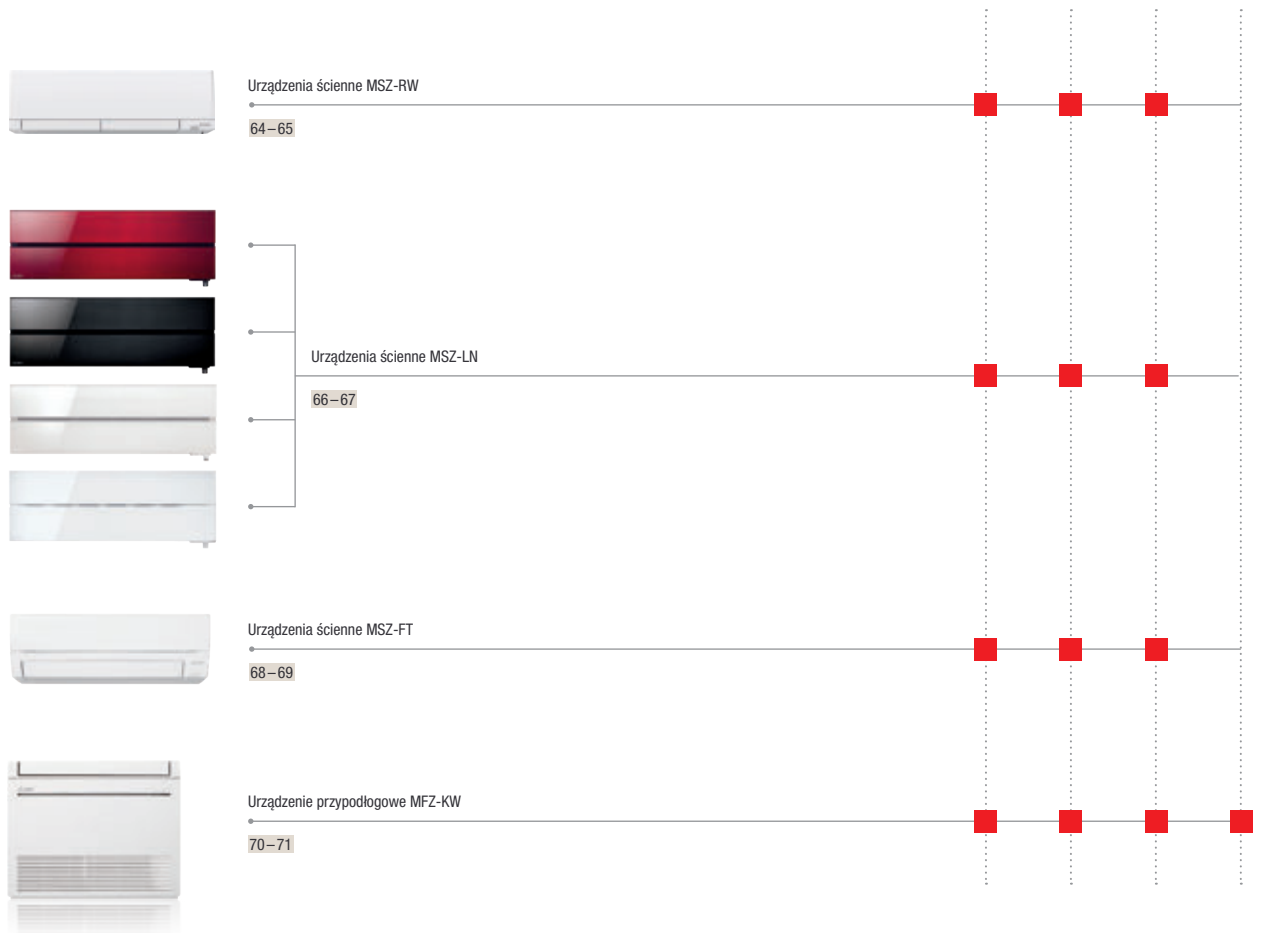 Urządzenia ścienne MSZ-RW
64–65
Urządzenia ścienne MSZ-LN
66–67
Urządzenia ścienne MSZ-FT
68–69
Urządzenie przypodłogowe MFZ-KW
70–71